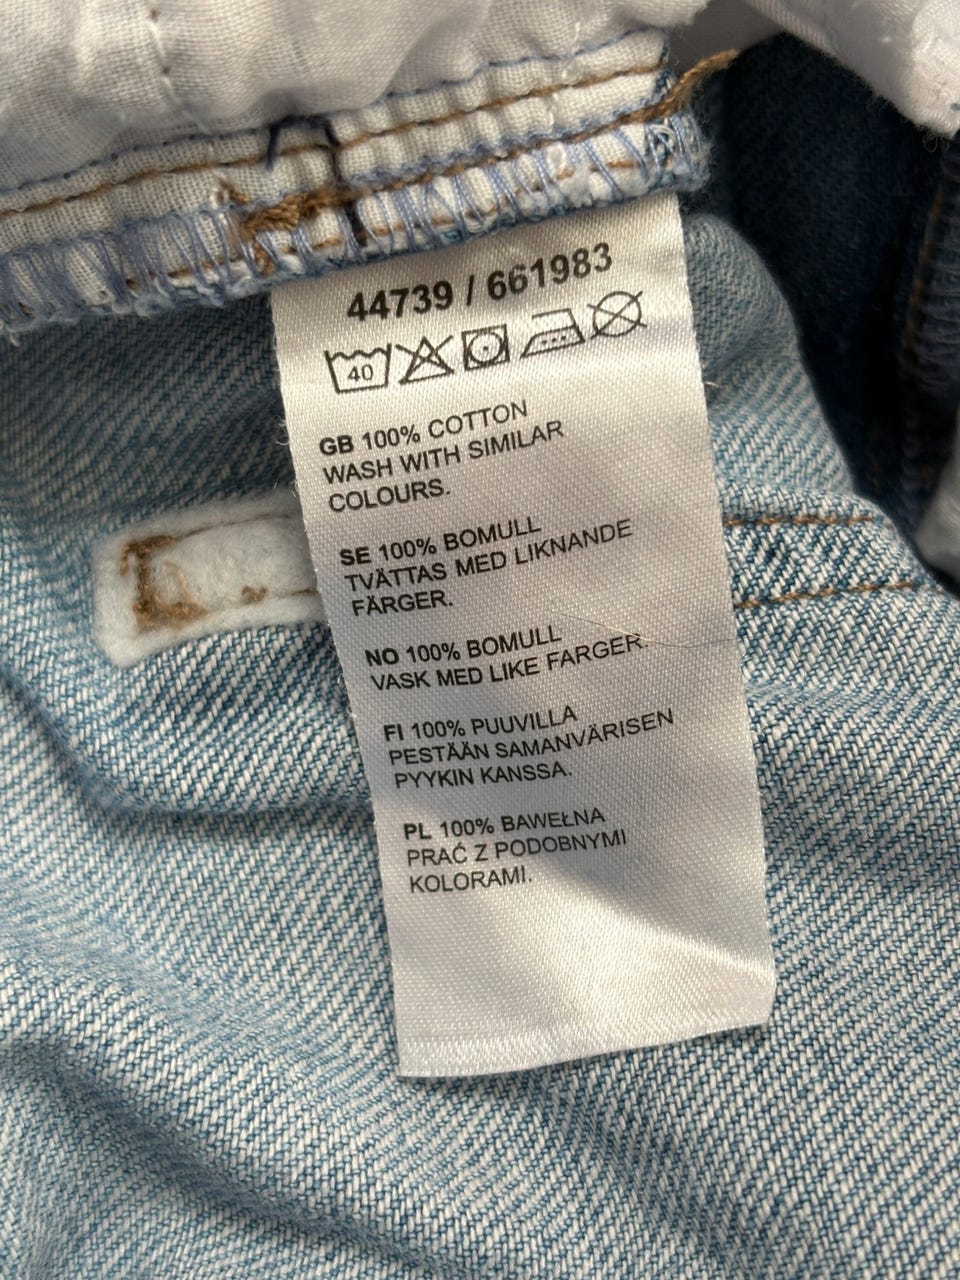 44739 / 661983
40
GB 100% COTTON
WASH WITH SIMILAR
COLOURS.
SE 100% BOMULL
TVÄTTAS MED LIKNANDE
FÄRGER.
NO 100% BOMULL
VASK MED LIKE FARGER.
FI 100% PUUVILLA
PESTÄÄN SAMANVÄRISEN
PYYKIN KANSSA.
PL 100% BAWEŁNA
PRAĆ Z PODOBNYMI
KOLORAMI.